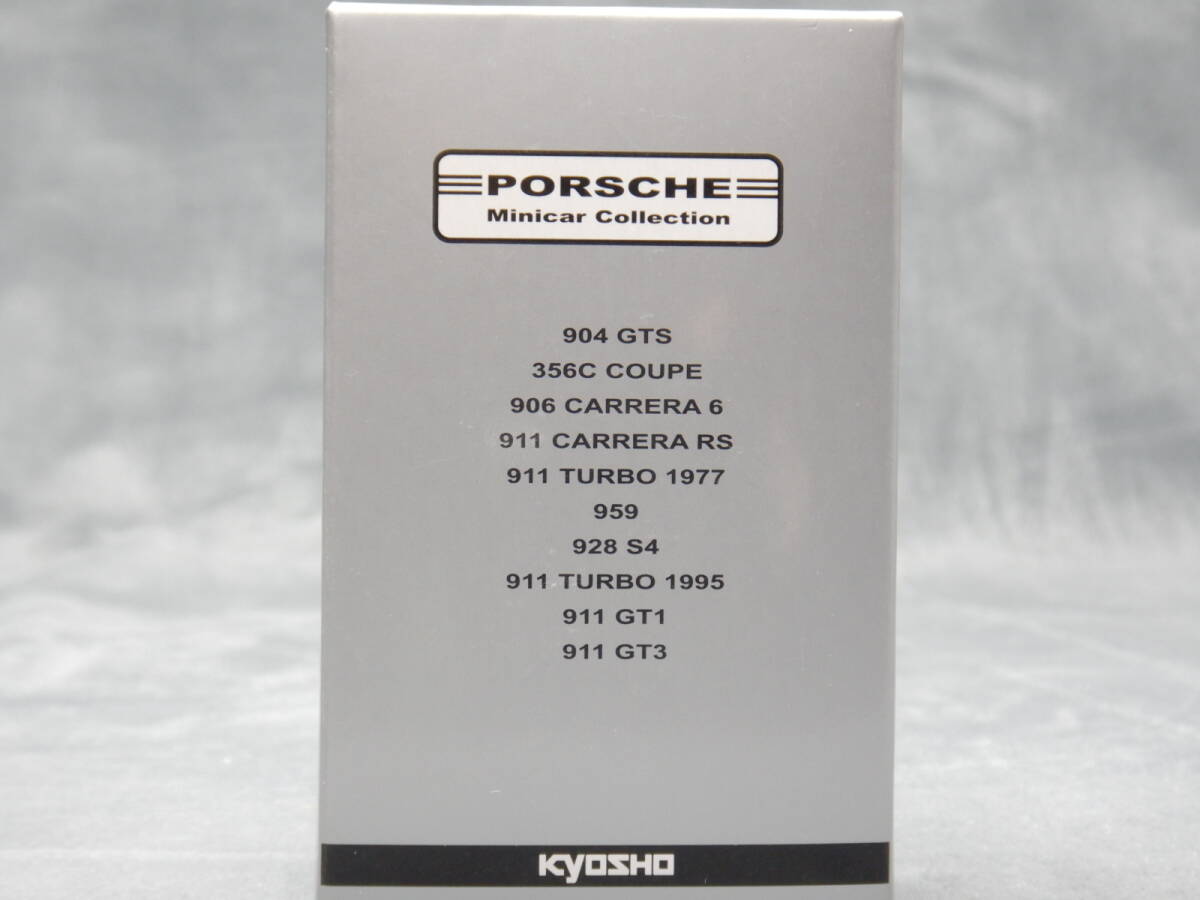 PORSCHE
Minicar Collection
904 GTS
356C COUPE
906 CARRERA 6
911 CARRERA RS
911 TURBO 1977
959
928 S4
911 TURBO 1995
911 GT1
911 GT3
KYOSHO